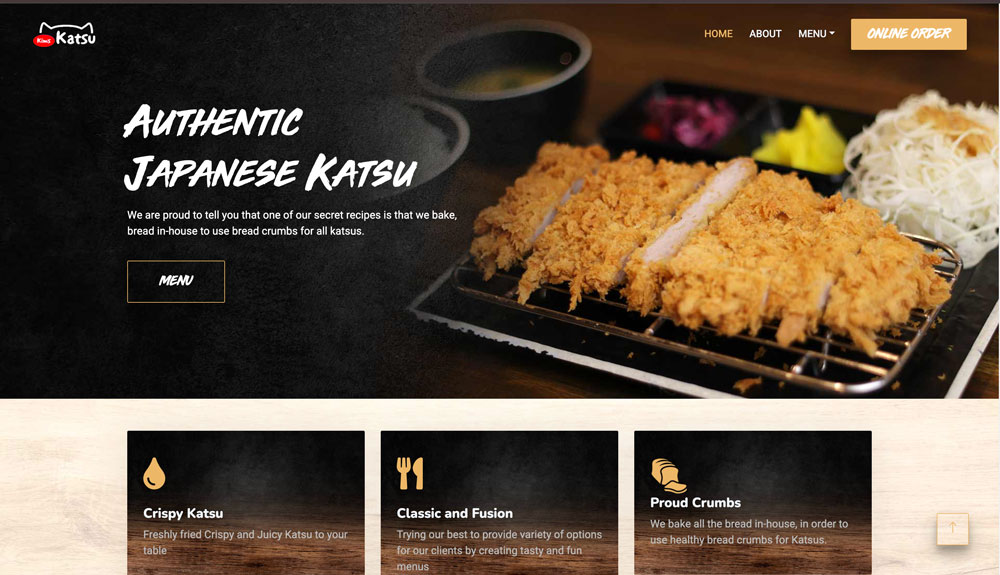 Kims Katsu
HOME
ABOUT
MENU
ONLINE ORDER
AUTHENTIC
JAPANESE KATSU
We are proud to tell you that one of our secret recipes is that we bake,
bread in-house to use bread crumbs for all katsus.
MENU
Crispy Katsu
Freshly fried Crispy and Juicy Katsu to your
table
Classic and Fusion
Trying our best to provide variety of options
for our clients by creating tasty and fun
menus
Proud Crumbs
We bake all the bread in-house, in order to
use healthy bread crumbs for Katsus.